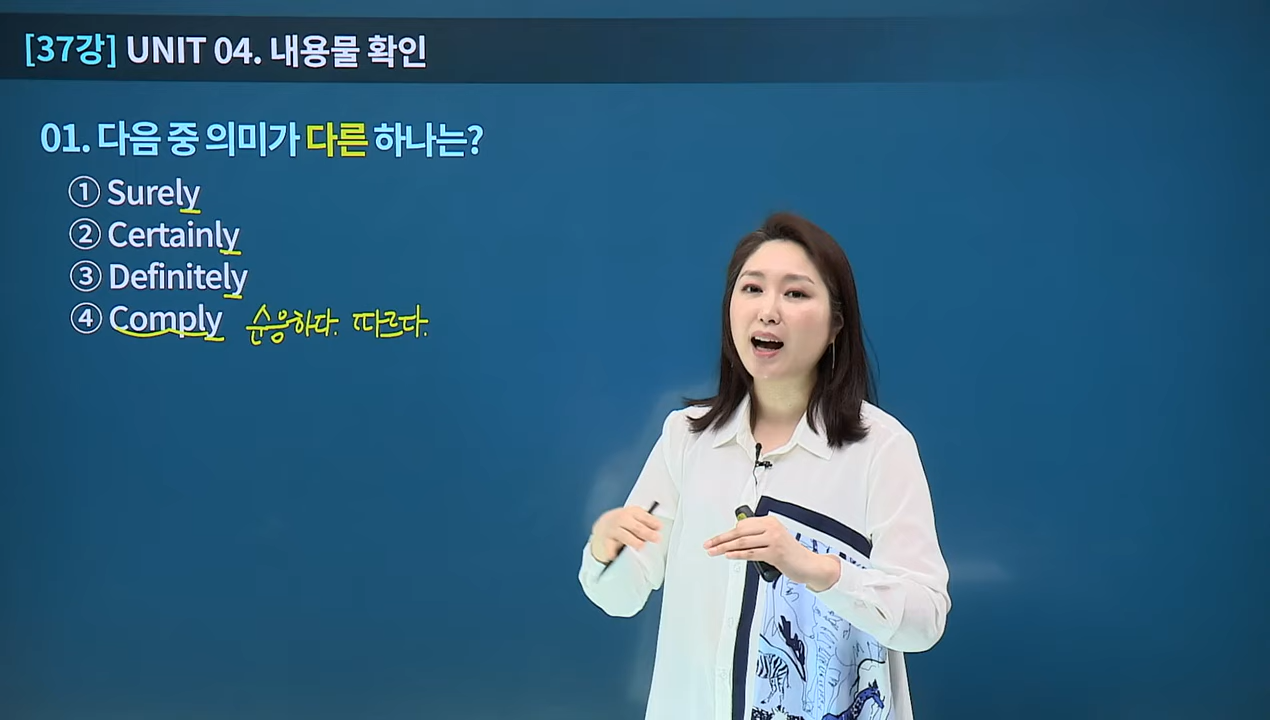 [37강] UNIT 04. 내용물 확인
01. 다음 중 의미가 다른 하나는?
① Surely
② Certainly
③ Definitely
④ Comply 순응하다. 따르다.